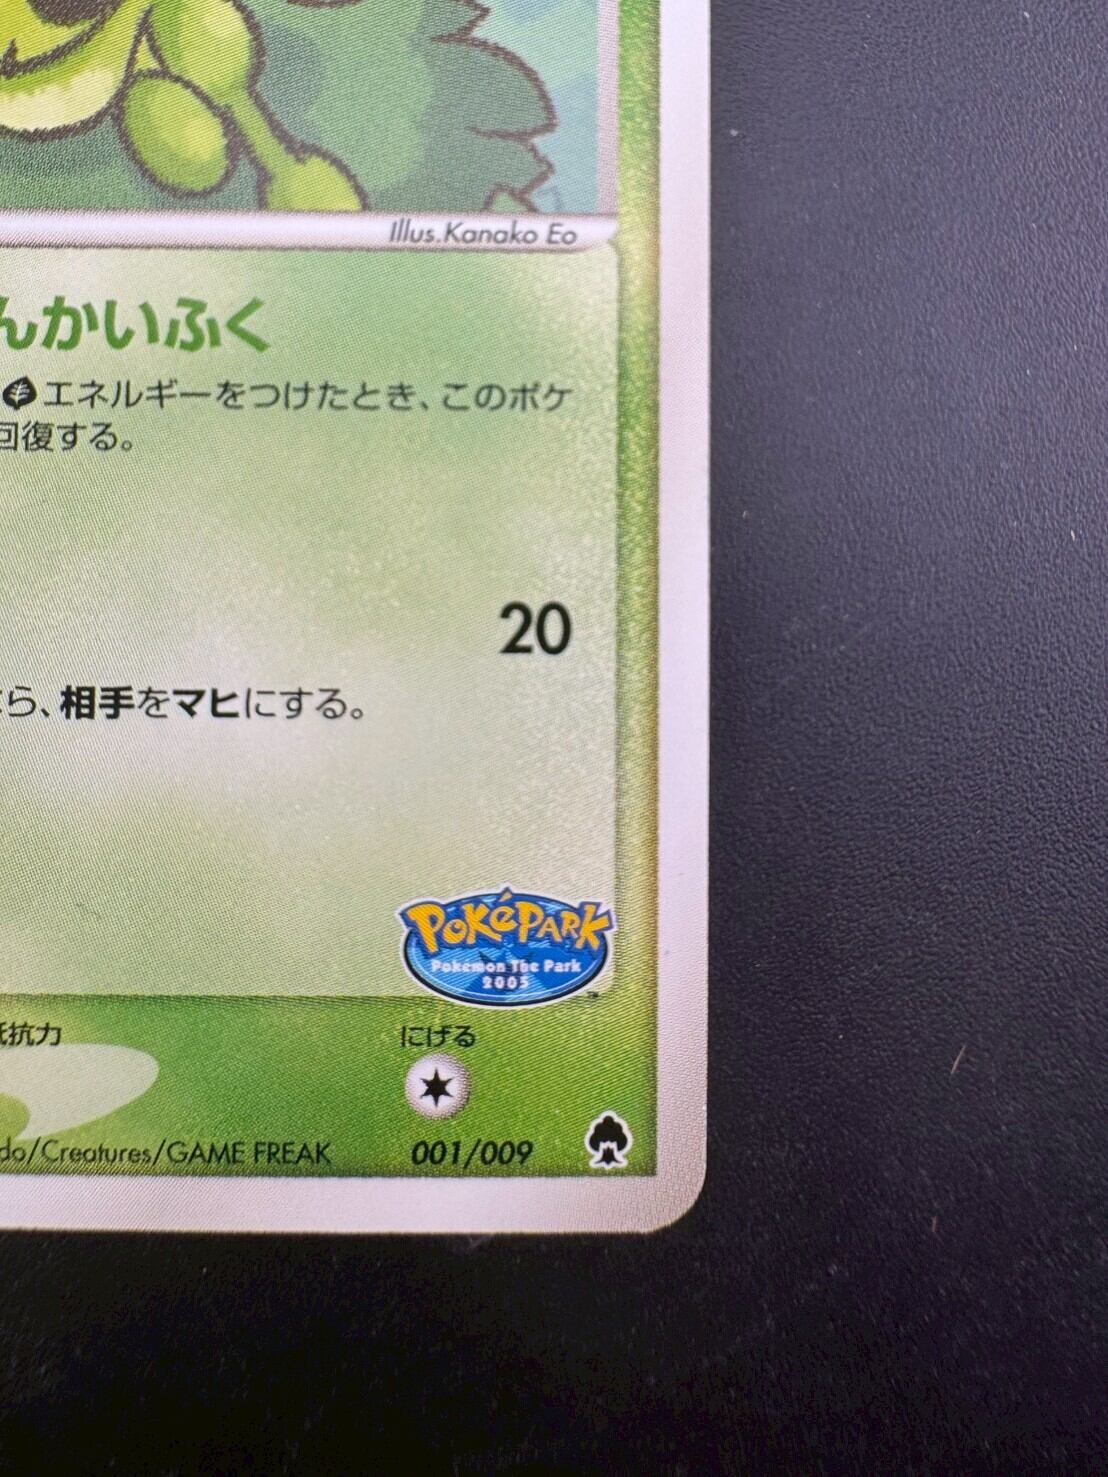 Illus. Kanako Eo
んかいふく
エネルギーをつけたとき、このポケ
回復する。
20
ら、相手をマヒにする。
POKéPARK
Pokemon The Park
2005
™
抗力
にげる
do/Creatures/GAME FREAK
001/009